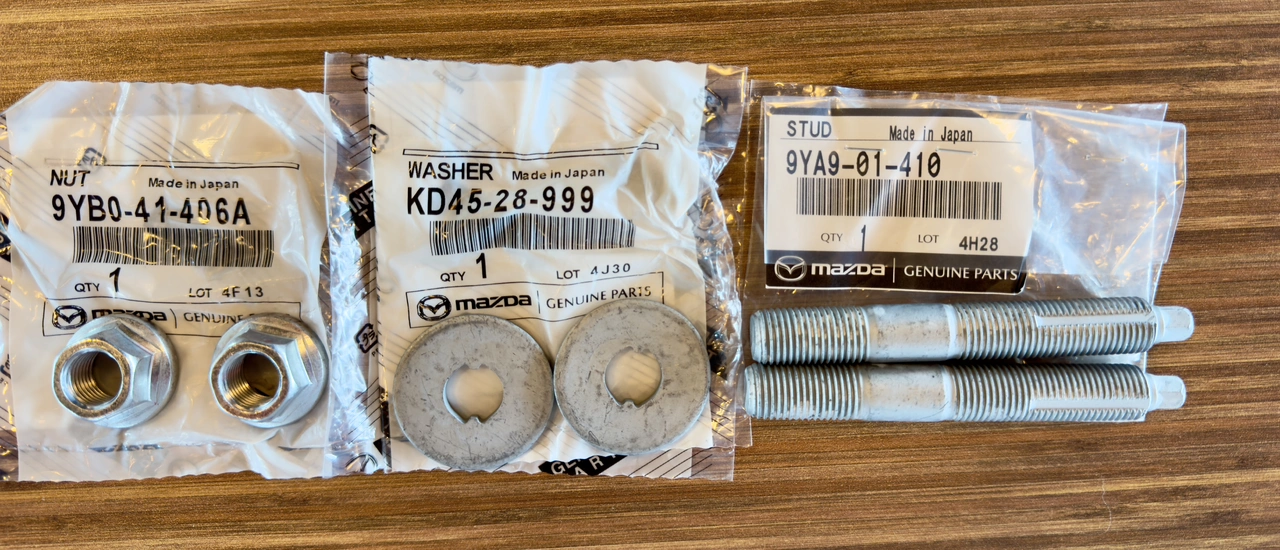 NUT Made in Japan
9YB0-41-406A
QTY 1 LOT 4F13
mazda GENUINE
WASHER Made in Japan
KD45-28-999
QTY 1 LOT 4J30
mazda GENUINE PARTS
STUD Made in Japan
9YA9-01-410
QTY 1 LOT 4H28
mazda GENUINE PARTS